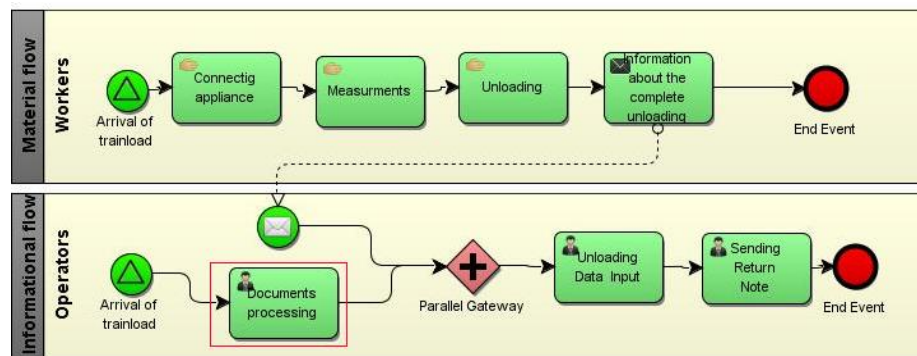 Material flow
Workers
Arrival of
trainload
Connectig
appliance
Measurments
Unloading
Information
about the
complete
unloading
End Event
Informational flow
Operators
Arrival of
trainload
Documents
processing
Parallel Gateway
Unloading
Data Input
Sending
Return
Note
End Event